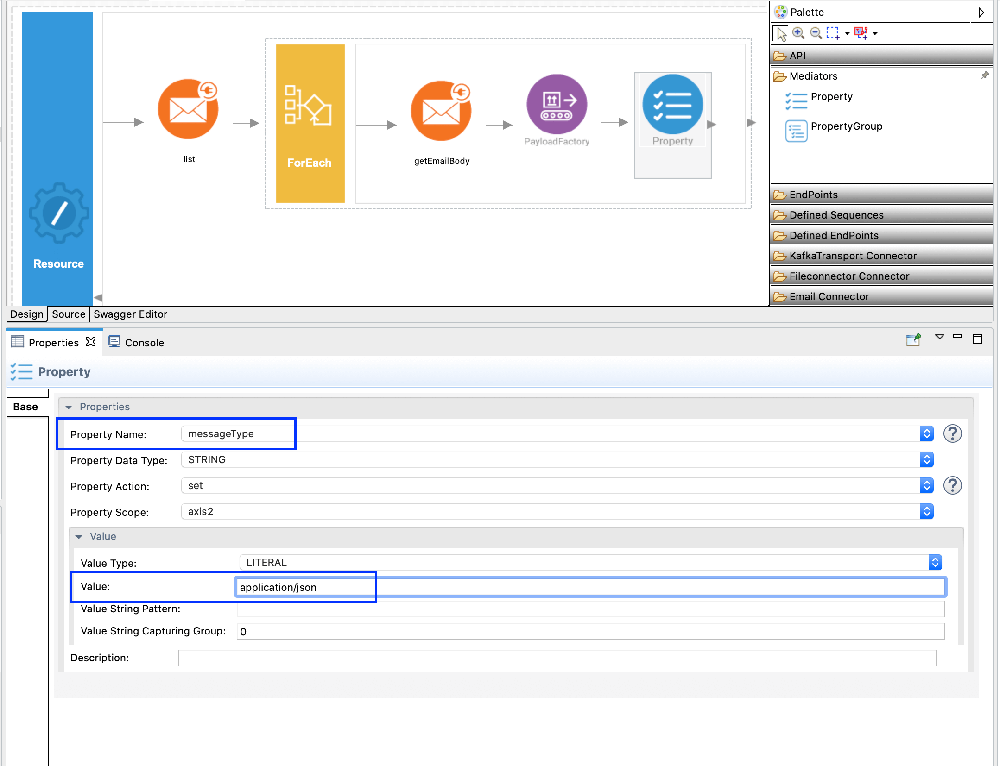 Palette
API
Mediators
Property
PropertyGroup
EndPoints
Defined Sequences
Defined EndPoints
KafkaTransport Connector
Fileconnector Connector
Email Connector
Resource
list
ForEach
getEmailBody
PayloadFactory
Property
Design Source Swagger Editor
Properties Console
Property
Base
Properties
Property Name: messageType
Property Data Type: STRING
Property Action: set
Property Scope: axis2
Value
Value Type: LITERAL
Value: application/json
Value String Pattern:
Value String Capturing Group: 0
Description: